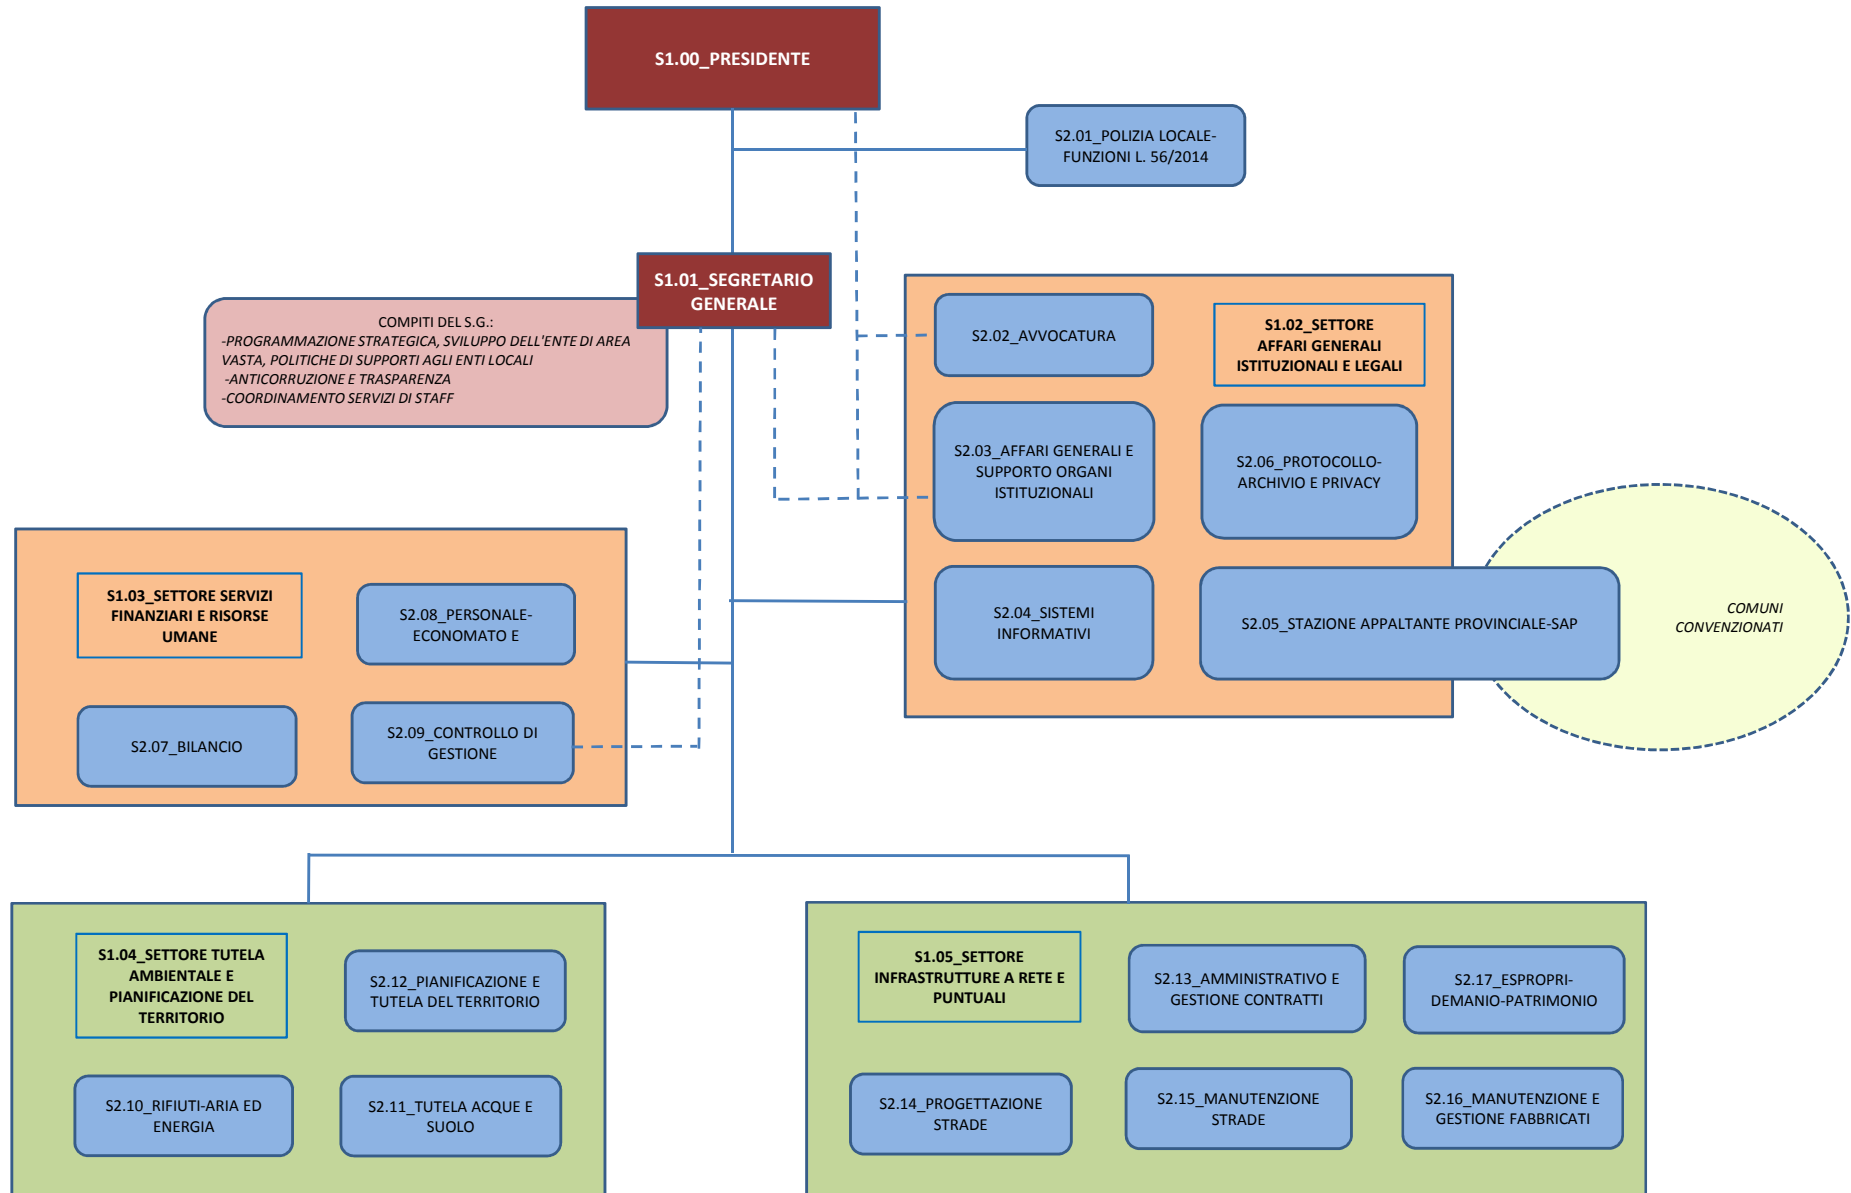 S1.00_PRESIDENTE
S2.01_POLIZIA LOCALE-
FUNZIONI L. 56/2014
S1.01_SEGRETARIO
GENERALE
COMPITI DEL S.G.:
-PROGRAMMAZIONE STRATEGICA, SVILUPPO DELL'ENTE DI AREA
VASTA, POLITICHE DI SUPPORTI AGLI ENTI LOCALI
-ANTICORRUZIONE E TRASPARENZA
-COORDINAMENTO SERVIZI DI STAFF
S2.02_AVVOCATURA
S1.02_SETTORE
AFFARI GENERALI
ISTITUZIONALI E LEGALI
S2.03_AFFARI GENERALI E
SUPPORTO ORGANI
ISTITUZIONALI
S2.06_PROTOCOLLO-
ARCHIVIO E PRIVACY
S2.04_SISTEMI
INFORMATIVI
S2.05_STAZIONE APPALTANTE PROVINCIALE-SAP
COMUNI
CONVENZIONATI
S1.03_SETTORE SERVIZI
FINANZIARI E RISORSE
UMANE
S2.08_PERSONALE-
ECONOMATO E
S2.07_BILANCIO
S2.09_CONTROLLO DI
GESTIONE
S1.04_SETTORE TUTELA
AMBIENTALE E
PIANIFICAZIONE DEL
TERRITORIO
S2.12_PIANIFICAZIONE E
TUTELA DEL TERRITORIO
S2.10_RIFIUTI-ARIA ED
ENERGIA
S2.11_TUTELA ACQUE E
SUOLO
S1.05_SETTORE
INFRASTRUTTURE A RETE E
PUNTUALI
S2.13_AMMINISTRATIVO E
GESTIONE CONTRATTI
S2.17_ESPROPRI-
DEMANIO-PATRIMONIO
S2.14_PROGETTAZIONE
STRADE
S2.15_MANUTENZIONE
STRADE
S2.16_MANUTENZIONE E
GESTIONE FABBRICATI